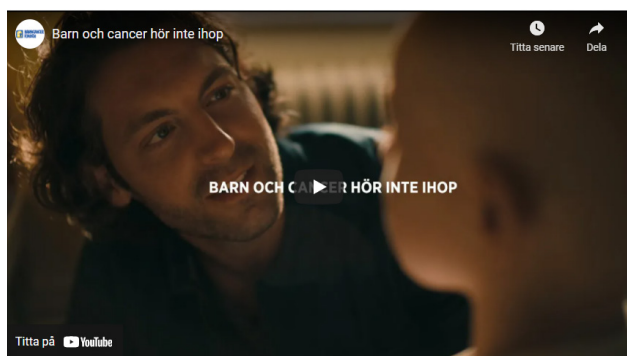 Barn och cancer hör inte ihop
Titta senare
Dela
BARN OCH CANCER HÖR INTE IHOP
Titta på YouTube